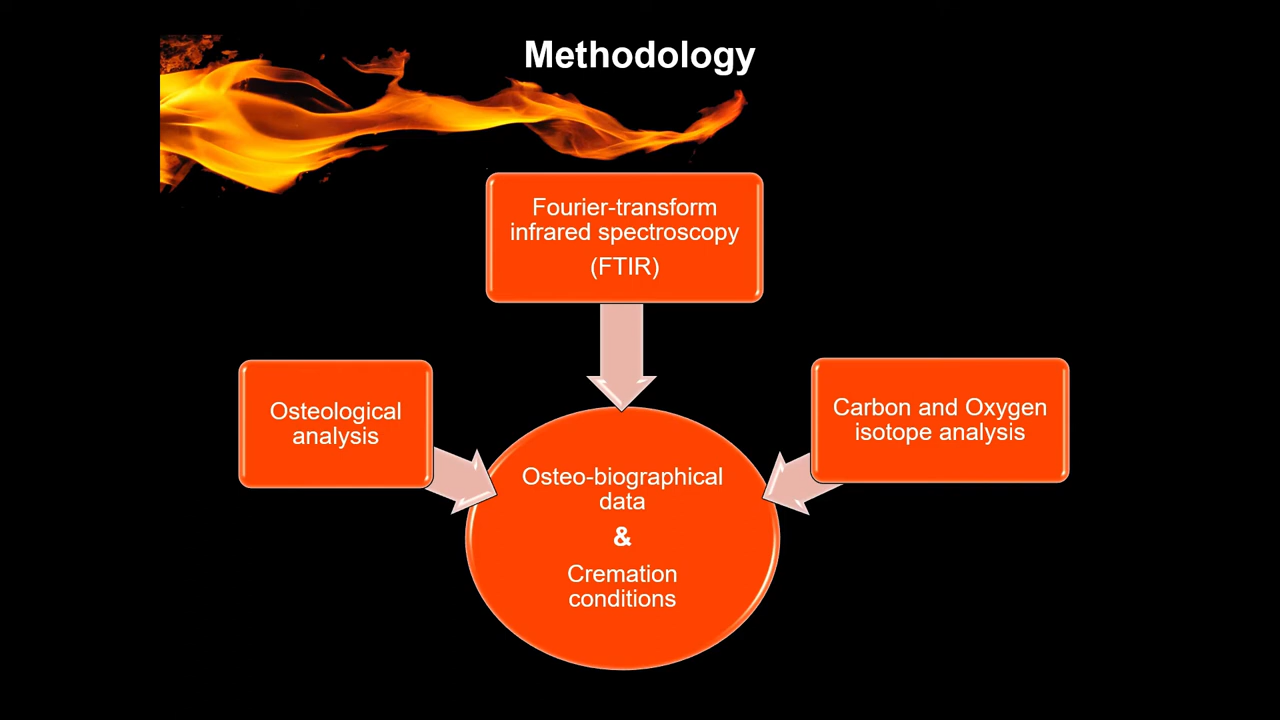 Methodology
Fourier-transform
infrared spectroscopy
(FTIR)
Osteological
analysis
Carbon and Oxygen
isotope analysis
Osteo-biographical
data
&
Cremation
conditions